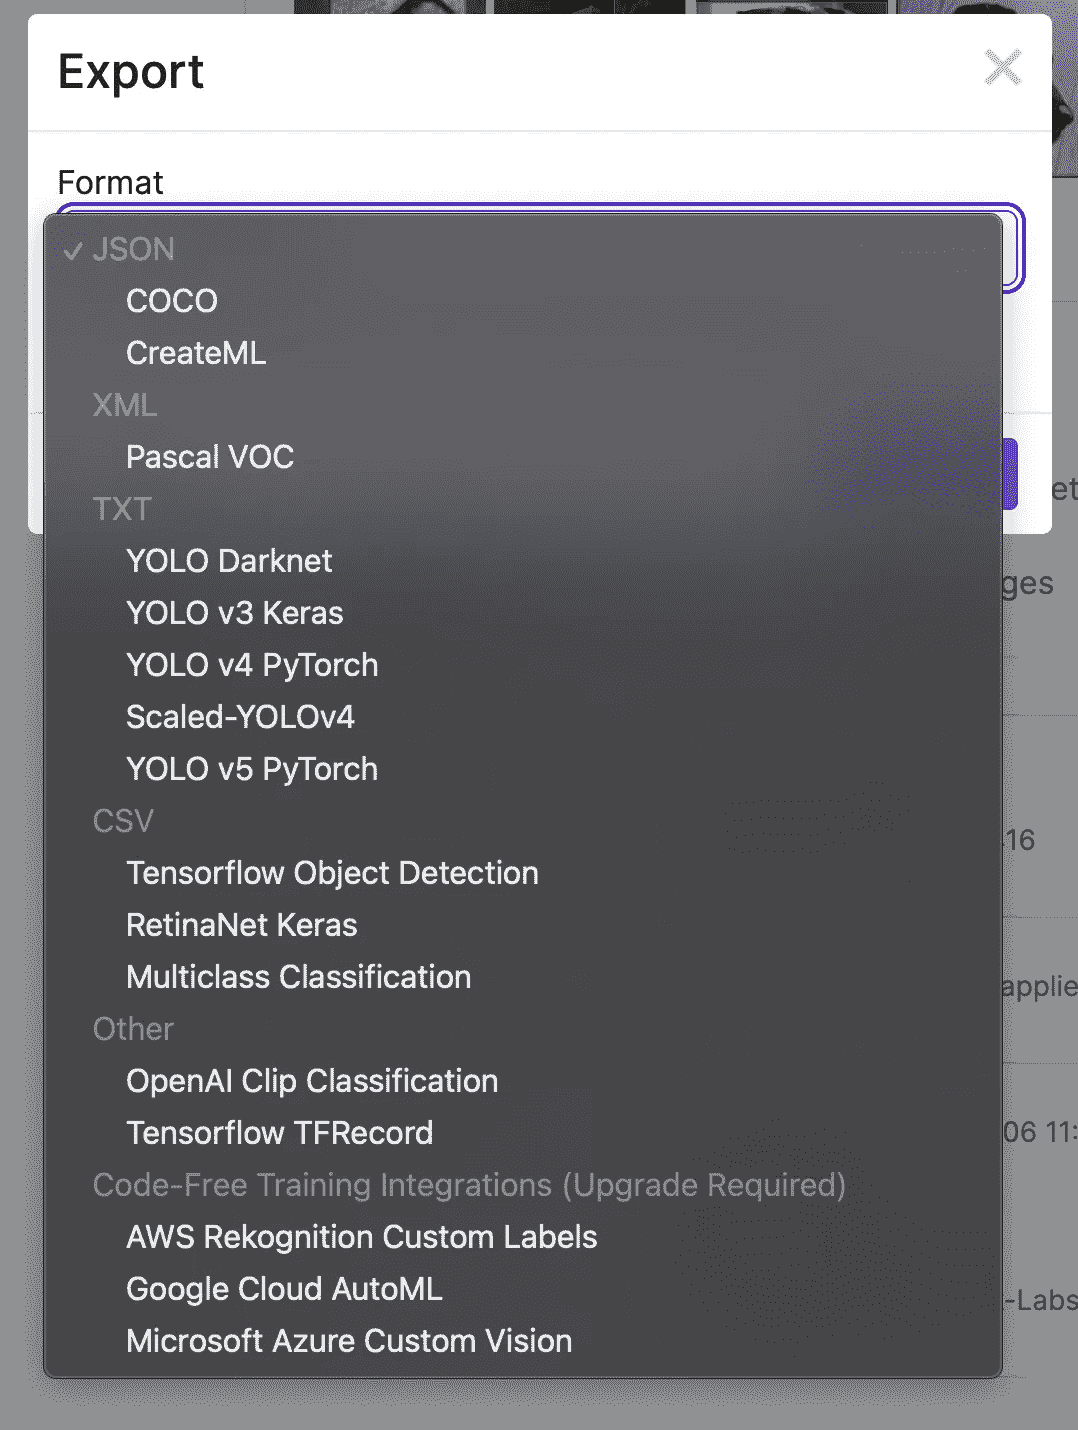 Export
Format
✓ JSON
COCO
CreateML
XML
Pascal VOC
TXT
et
YOLO Darknet
ges
YOLO v3 Keras
YOLO v4 PyTorch
Scaled-YOLOv4
YOLO v5 PyTorch
CSV
16
Tensorflow Object Detection
RetinaNet Keras
Multiclass Classification
applie
Other
OpenAI Clip Classification
Tensorflow TFRecord
06 11:
Code-Free Training Integrations (Upgrade Required)
AWS Rekognition Custom Labels
Google Cloud AutoML
-Labs
Microsoft Azure Custom Vision